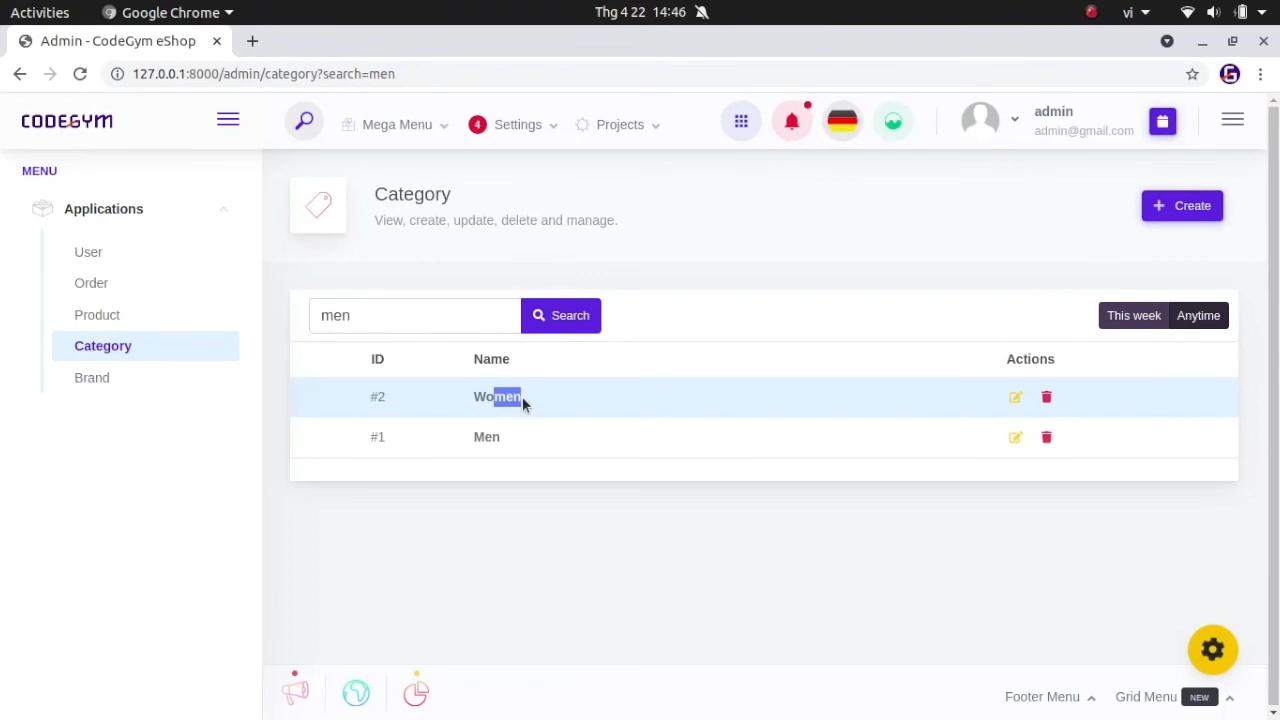 Activities
Google Chrome
Thg 4 22 14:46
vi
Admin - CodeGym eShop
127.0.0.1:8000/admin/category?search=men
CODEGYM
Mega Menu
4
Settings
Projects
admin
admin@gmail.com
MENU
Applications
User
Order
Product
Category
Brand
Category
View, create, update, delete and manage.
Create
men
Search
This week
Anytime
ID Name Actions
#2 Women
#1 Men
Footer Menu
Grid Menu
NEW